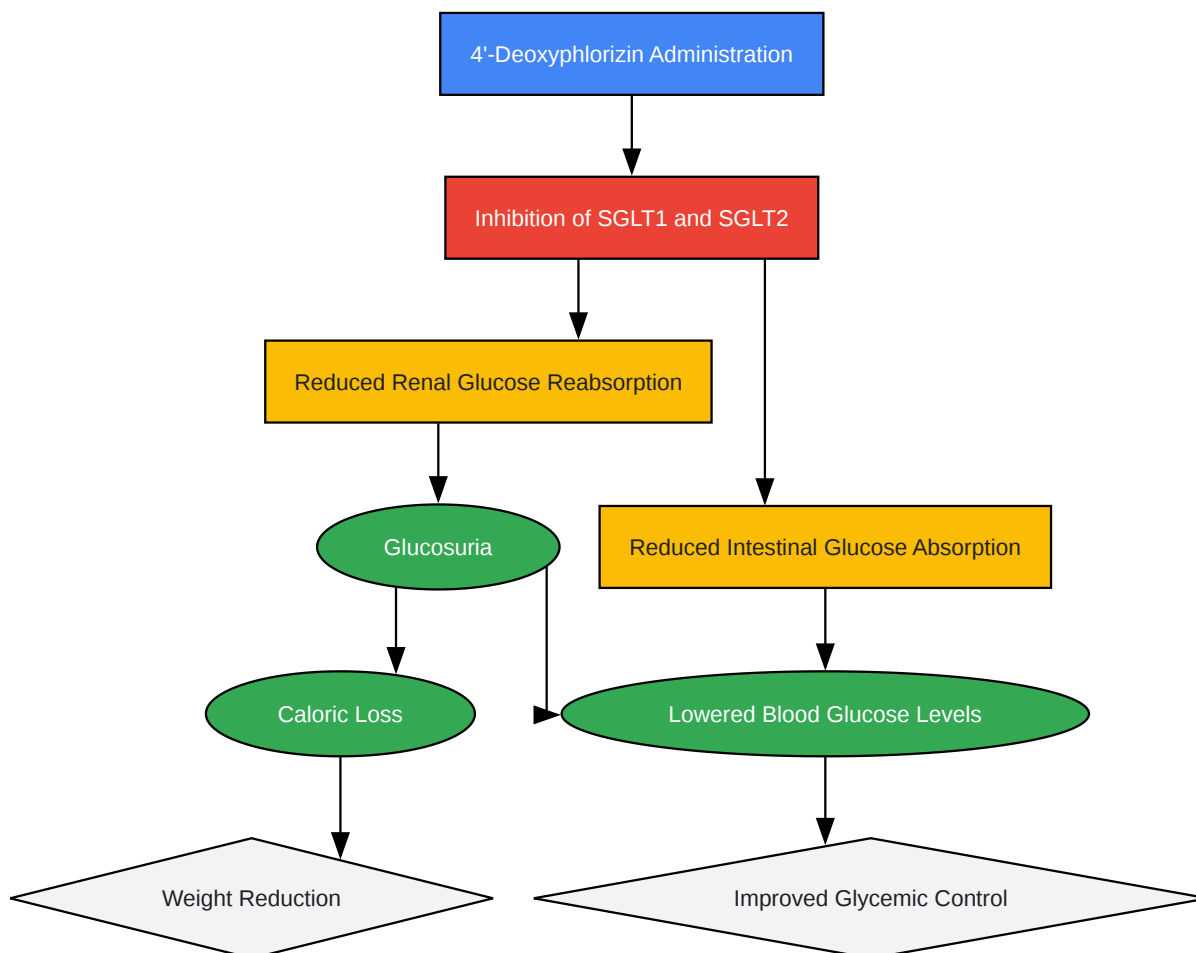 4'-Deoxyphlorizin Administration
Inhibition of SGLT1 and SGLT2
Reduced Renal Glucose Reabsorption
Glucosuria
Reduced Intestinal Glucose Absorption
Caloric Loss
Lowered Blood Glucose Levels
Weight Reduction
Improved Glycemic Control